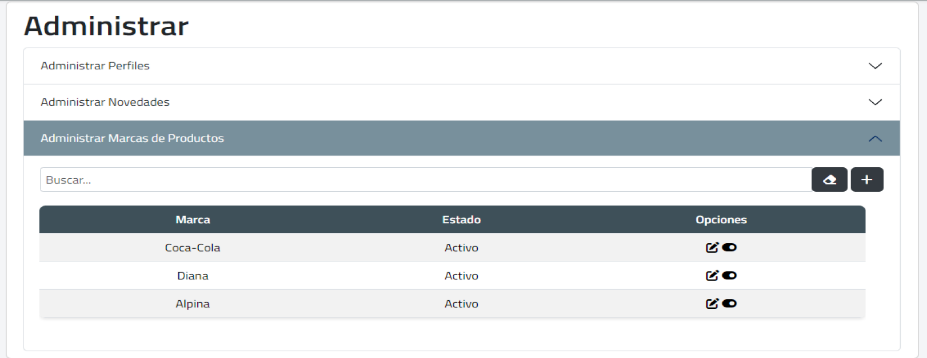 Administrar
Administrar Perfiles
Administrar Novedades
Administrar Marcas de Productos
Buscar...
Marca Estado Opciones
Coca-Cola Activo
Diana Activo
Alpina Activo